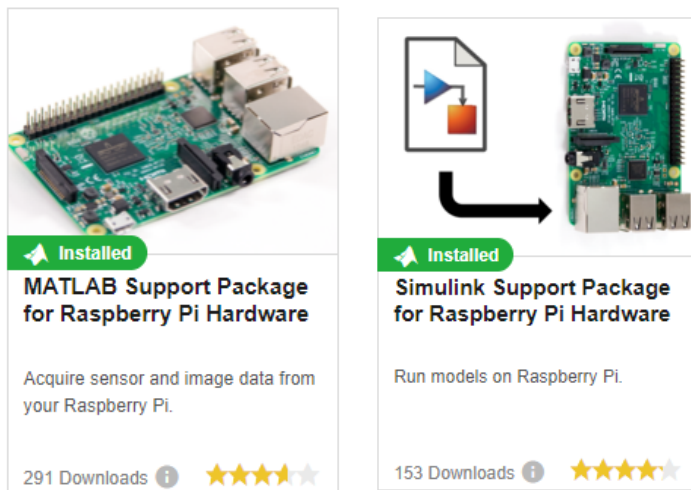 Installed
MATLAB Support Package
for Raspberry Pi Hardware
Acquire sensor and image data from
your Raspberry Pi.
291 Downloads
Installed
Simulink Support Package
for Raspberry Pi Hardware
Run models on Raspberry Pi.
153 Downloads